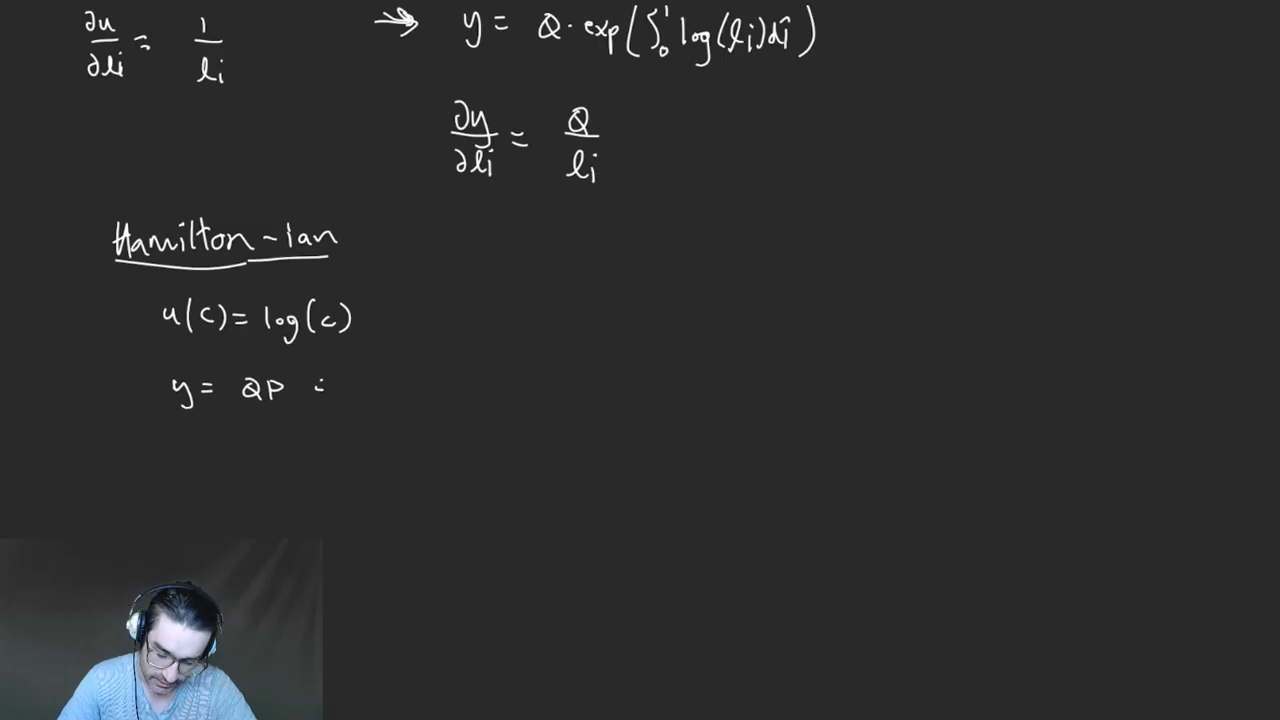 ∂u/∂li = 1/li
→ y = Q · exp(∫₀¹ log(li)di)
∂y/∂li = Q/li
Hamilton-ian
u(c) = log(c)
y = QP i